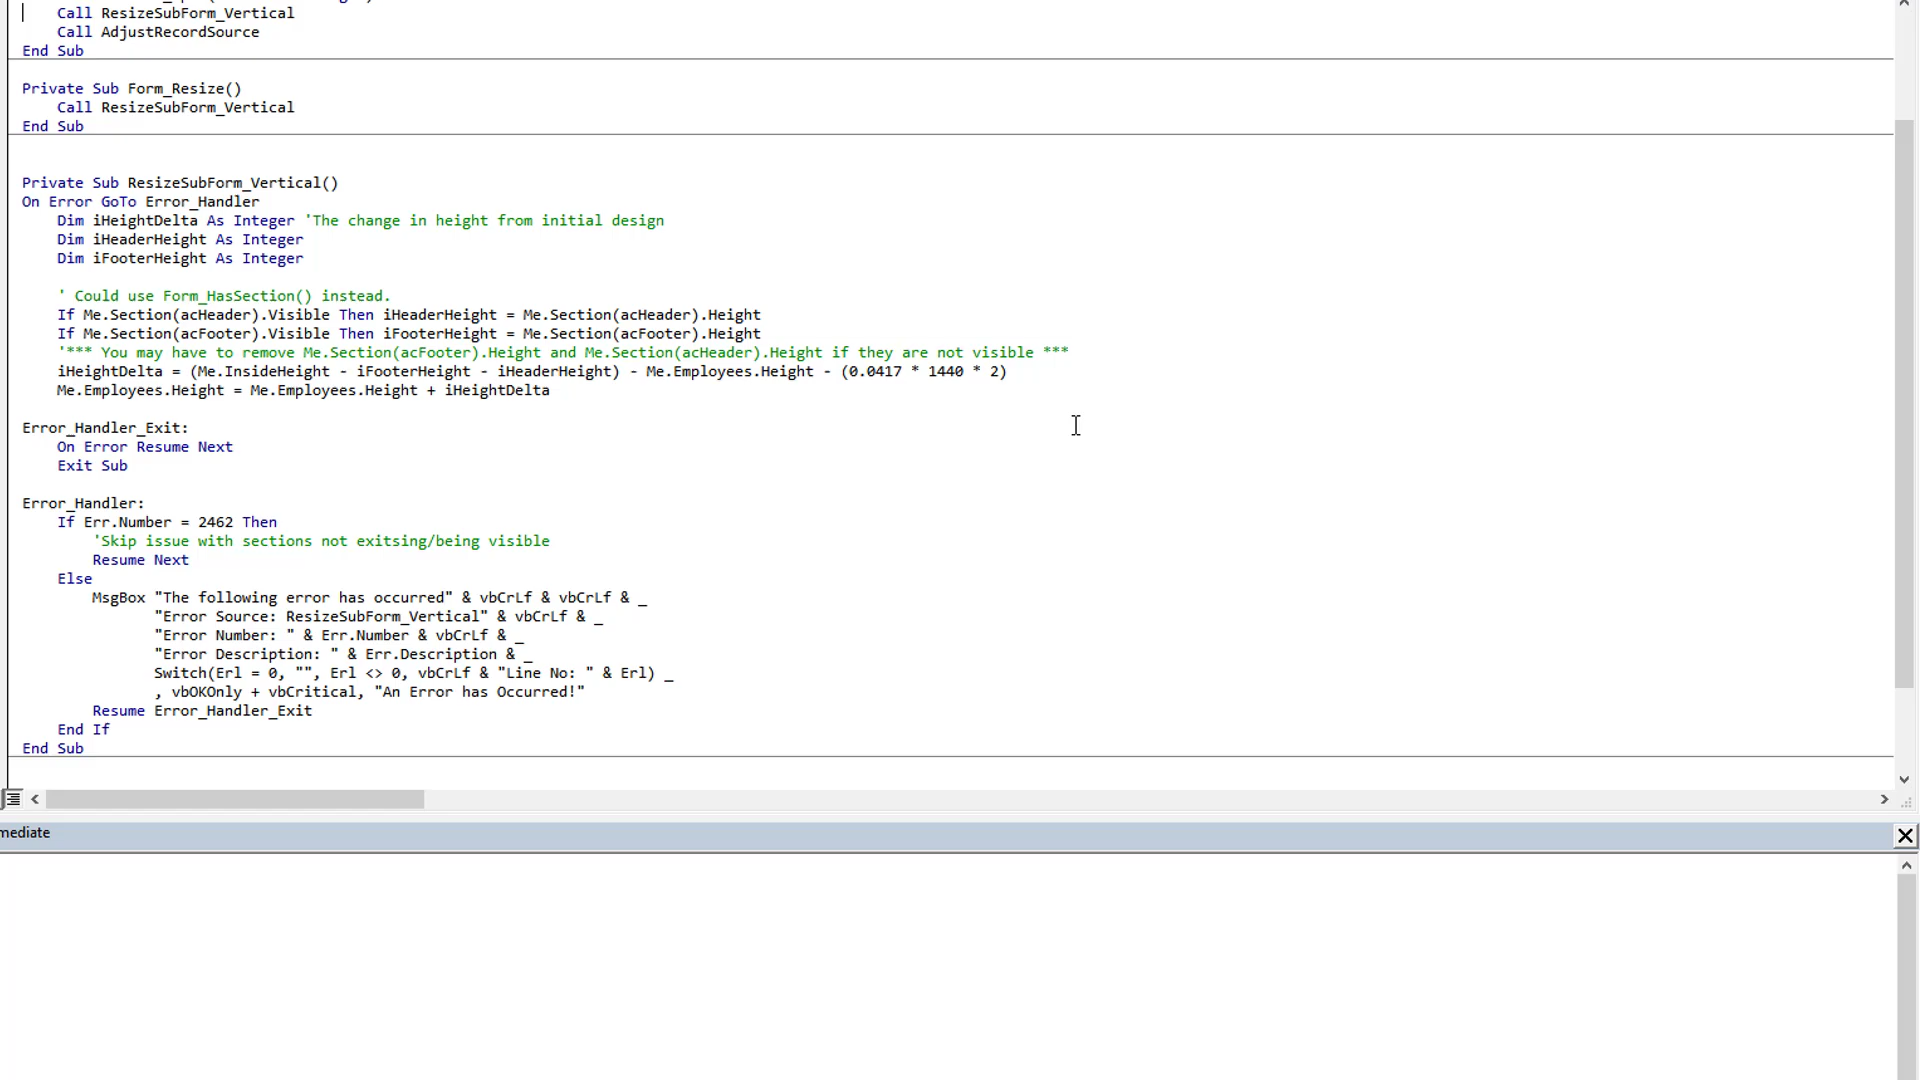 Call ResizeSubForm_Vertical
Call AdjustRecordSource
End Sub
Private Sub Form_Resize()
Call ResizeSubForm_Vertical
End Sub
Private Sub ResizeSubForm_Vertical()
On Error GoTo Error_Handler
Dim iHeightDelta As Integer 'The change in height from initial design
Dim iHeaderHeight As Integer
Dim iFooterHeight As Integer
' Could use Form_HasSection() instead.
If Me.Section(acHeader).Visible Then iHeaderHeight = Me.Section(acHeader).Height
If Me.Section(acFooter).Visible Then iFooterHeight = Me.Section(acFooter).Height
'*** You may have to remove Me.Section(acFooter).Height and Me.Section(acHeader).Height if they are not visible ***
iHeightDelta = (Me.InsideHeight - iFooterHeight - iHeaderHeight) - Me.Employees.Height - (0.0417 * 1440 * 2)
Me.Employees.Height = Me.Employees.Height + iHeightDelta
Error_Handler_Exit:
On Error Resume Next
Exit Sub
Error_Handler:
If Err.Number = 2462 Then
'Skip issue with sections not exitsing/being visible
Resume Next
Else
MsgBox "The following error has occurred" & vbCrLf & vbCrLf & _
"Error Source: ResizeSubForm_Vertical" & vbCrLf & _
"Error Number: " & Err.Number & vbCrLf & _
"Error Description: " & Err.Description & _
Switch(Erl = 0, "", Erl <> 0, vbCrLf & "Line No: " & Erl) _
, vbOKOnly + vbCritical, "An Error has Occurred!"
Resume Error_Handler_Exit
End If
End Sub
mediate